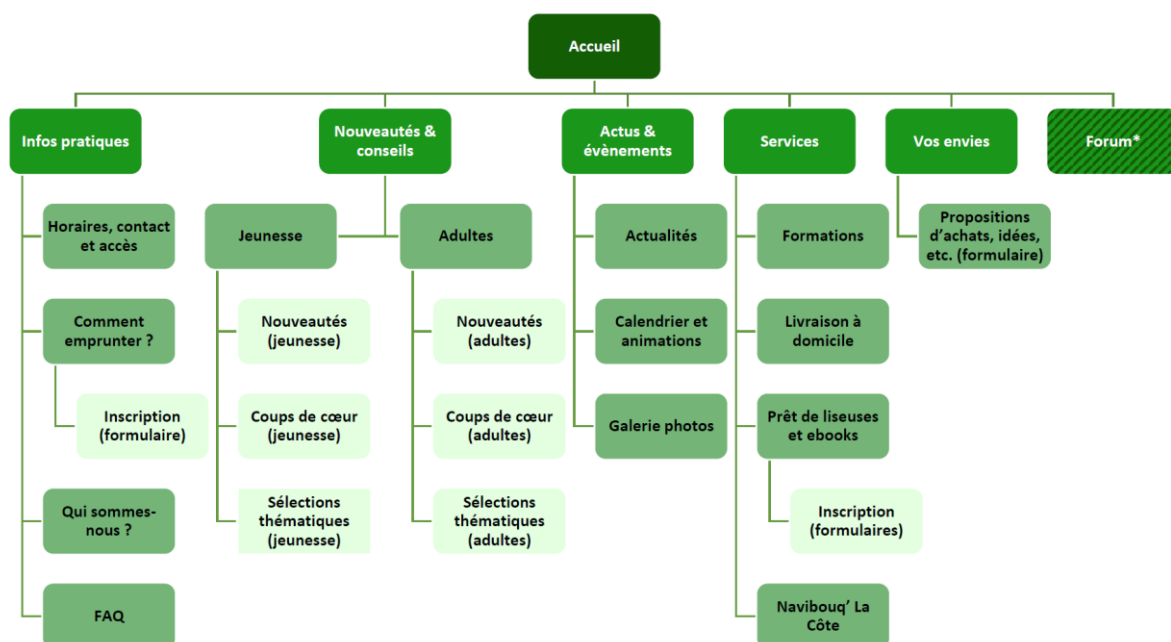 Accueil
Infos pratiques
Nouveautés &
conseils
Actus &
évènements
Services
Vos envies
Forum*
Horaires, contact
et accès
Jeunesse
Adultes
Actualités
Formations
Propositions
d'achats, idées,
etc. (formulaire)
Comment
emprunter ?
Nouveautés
(jeunesse)
Nouveautés
(adultes)
Calendrier et
animations
Livraison à
domicile
Inscription
(formulaire)
Coups de cœur
(jeunesse)
Coups de cœur
(adultes)
Galerie photos
Prêt de liseuses
et ebooks
Qui sommes-
nous ?
Sélections
thématiques
(jeunesse)
Sélections
thématiques
(adultes)
Inscription
(formulaires)
FAQ
Navibouq' La
Côte